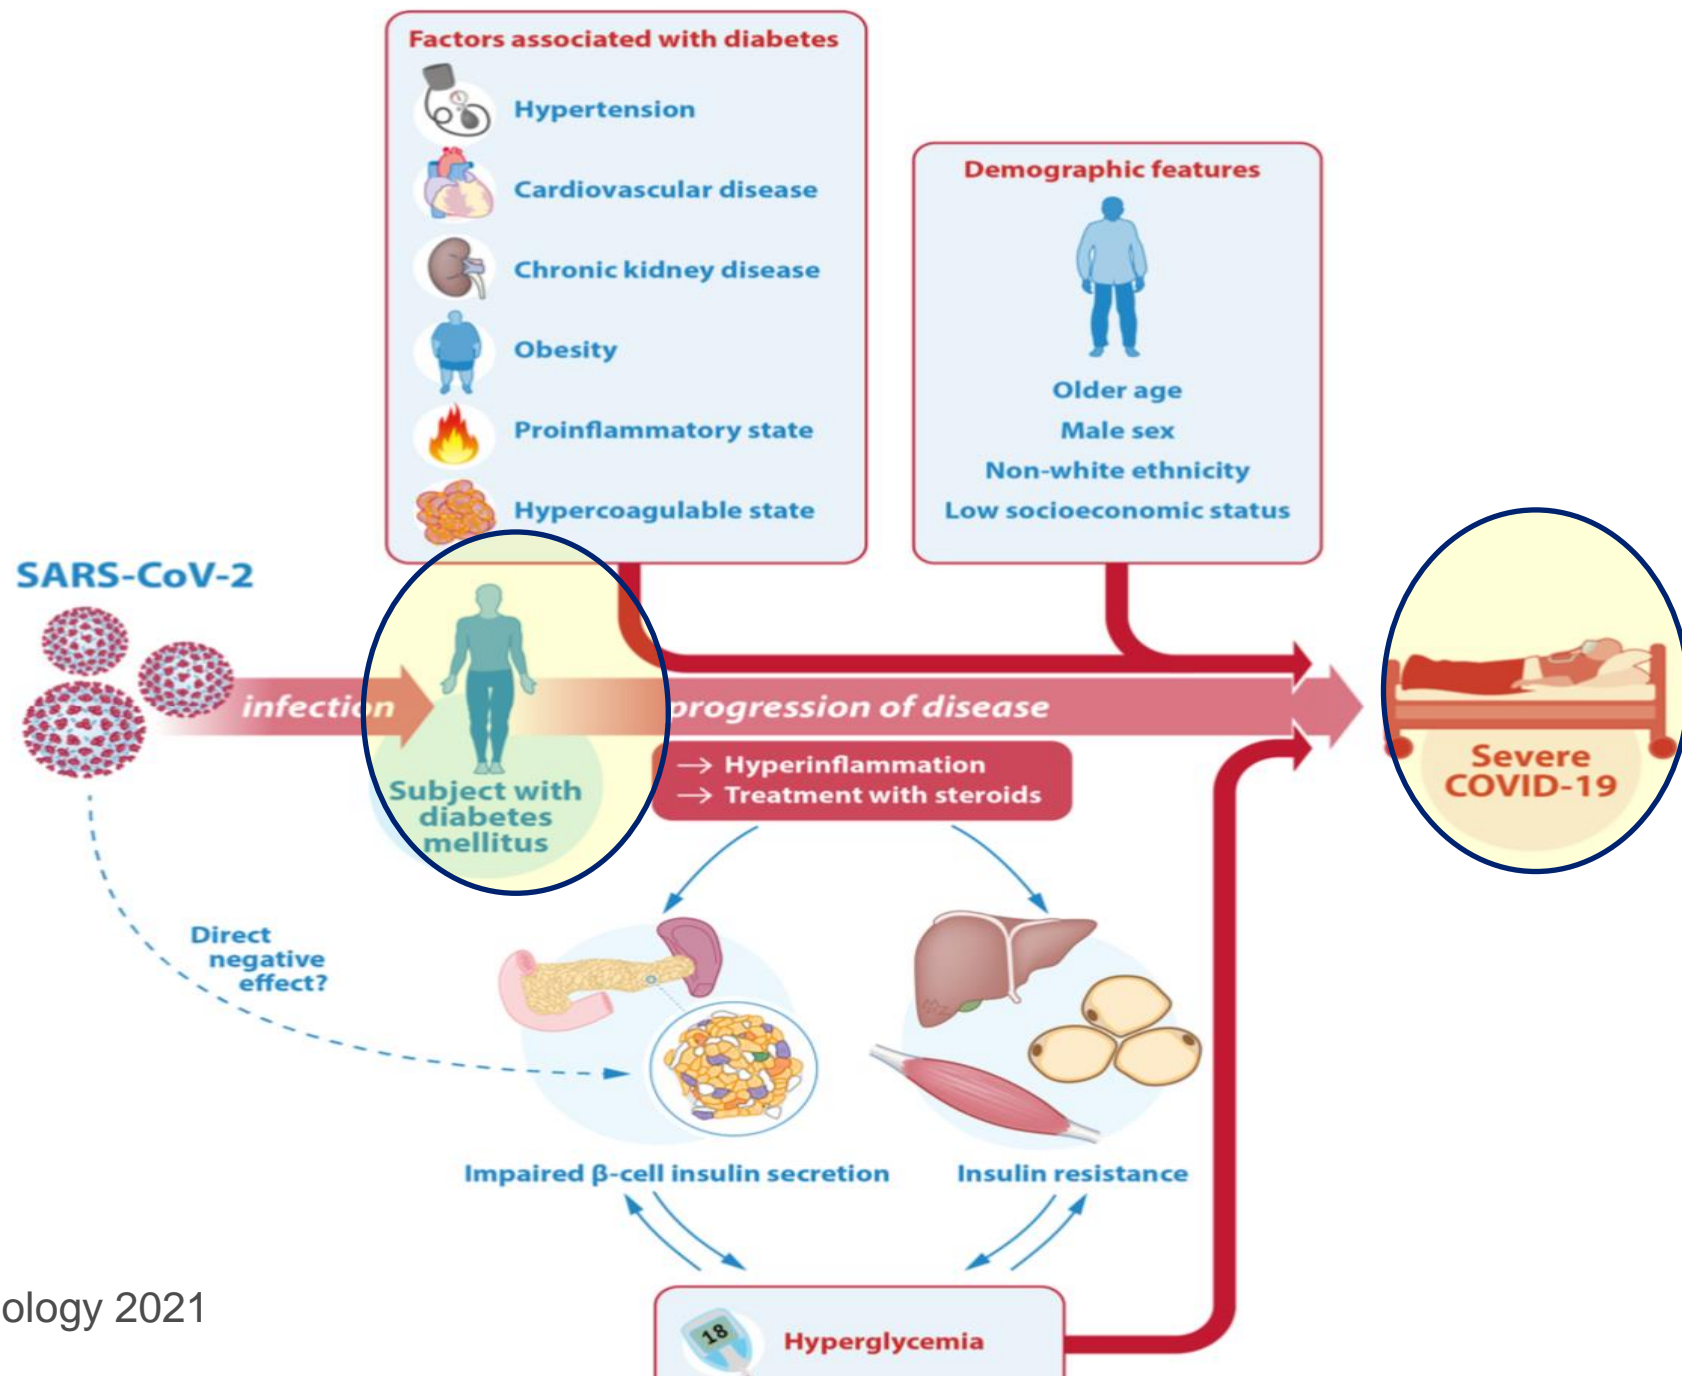 Factors associated with diabetes
Hypertension
Cardiovascular disease
Chronic kidney disease
Obesity
Proinflammatory state
Hypercoagulable state
Demographic features
Older age
Male sex
Non-white ethnicity
Low socioeconomic status
SARS-CoV-2
infection
Subject with
diabetes
mellitus
progression of disease
→ Hyperinflammation
→ Treatment with steroids
Severe
COVID-19
Direct
negative
effect?
Impaired β-cell insulin secretion
Insulin resistance
18
Hyperglycemia
ology 2021